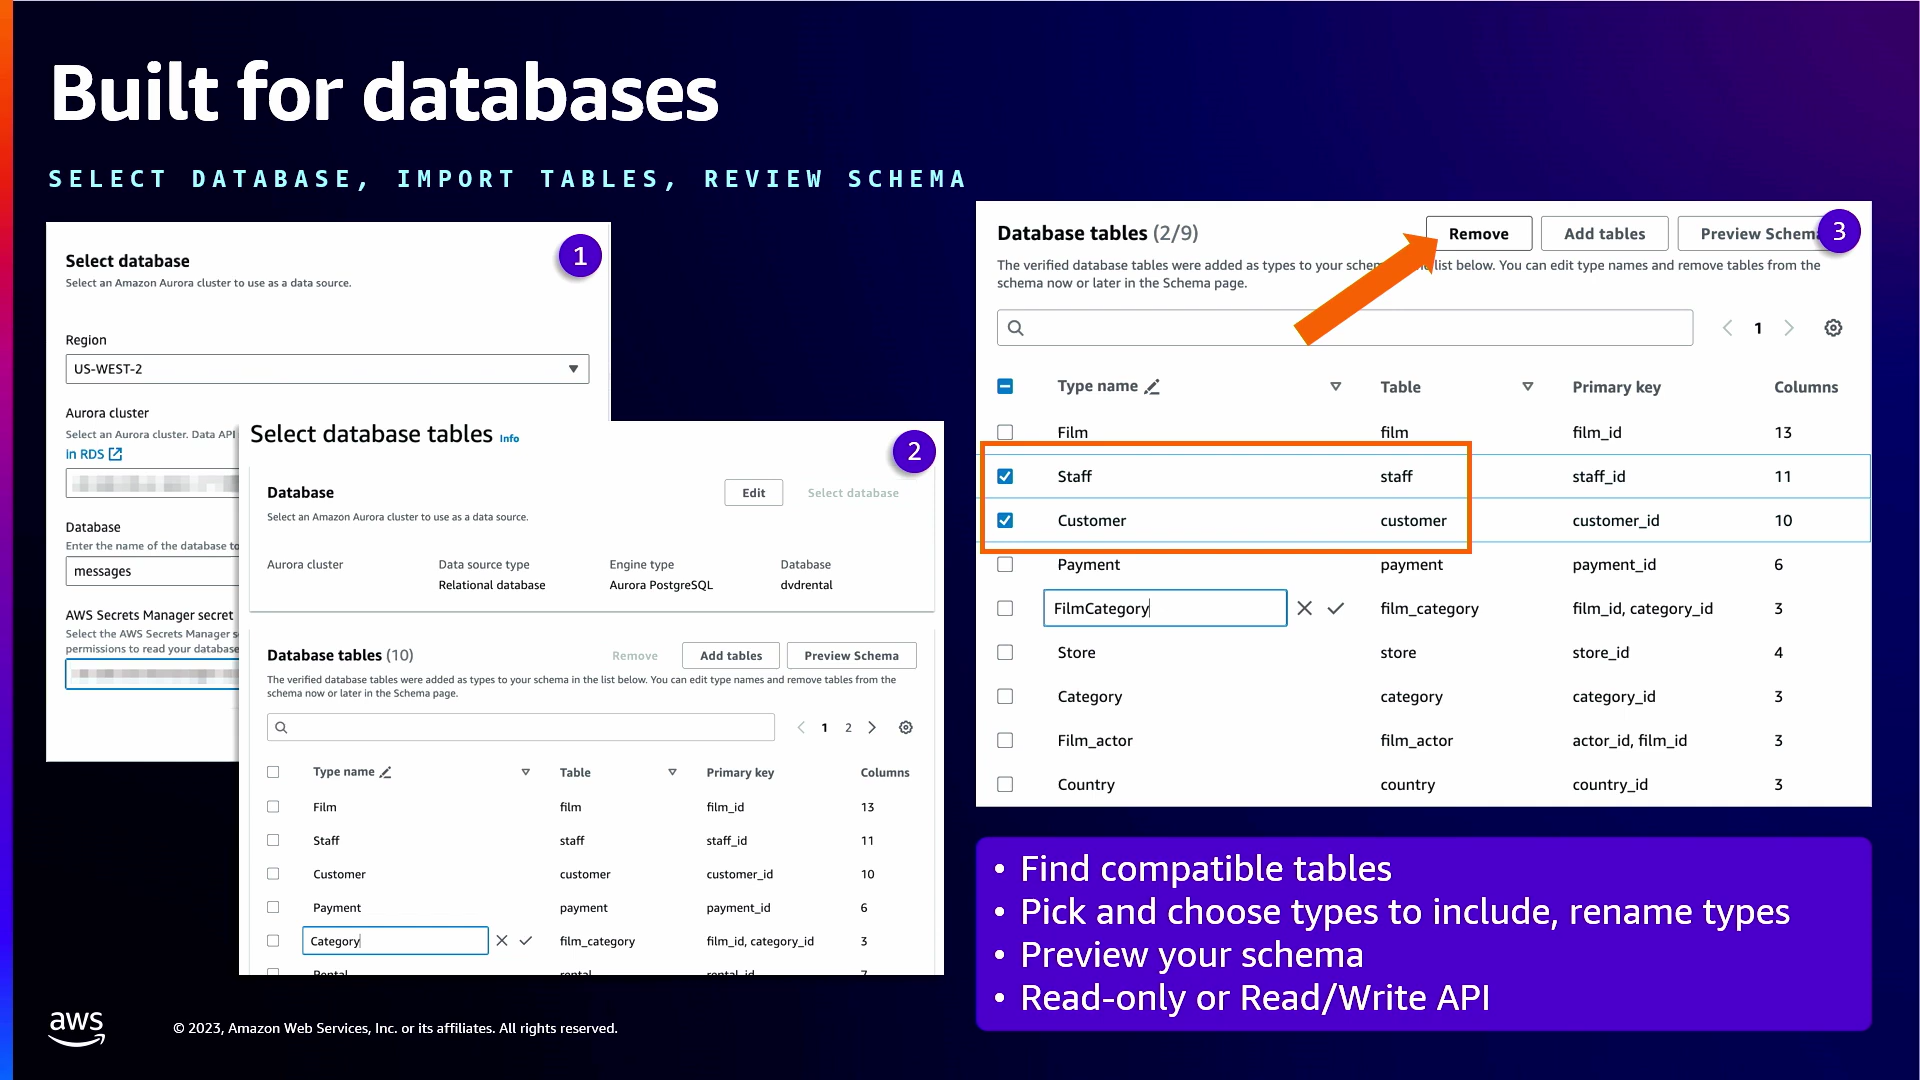 Built for databases
SELECT DATABASE, IMPORT TABLES, REVIEW SCHEMA
1
Select database
Select an Amazon Aurora cluster to use as a data source.
Region
US-WEST-2
Aurora cluster
Select an Aurora cluster. Data API
in RDS
Database
Enter the name of the database to
messages
AWS Secrets Manager secret
Select the AWS Secrets Manager
permissions to read your database
2
Select database tables Info
Database
Edit Select database
Select an Amazon Aurora cluster to use as a data source.
Aurora cluster Data source type Engine type Database
Relational database Aurora PostgreSQL dvdrental
Database tables (10) Remove Add tables Preview Schema
The verified database tables were added as types to your schema in the list below. You can edit type names and remove tables from the
schema now or later in the Schema page.
1 2
Type name Table Primary key Columns
Film film film_id 13
Staff staff staff_id 11
Customer customer customer_id 10
Payment payment payment_id 6
Category film_category film_id, category_id 3
Rental rental rental_id 7
3
Database tables (2/9) Remove Add tables Preview Schem
The verified database tables were added as types to your list below. You can edit type names and remove tables from the
schema now or later in the Schema page.
1
Type name Table Primary key Columns
Film film film_id 13
Staff staff staff_id 11
Customer customer customer_id 10
Payment payment payment_id 6
FilmCategory film_category film_id, category_id 3
Store store store_id 4
Category category category_id 3
Film_actor film_actor actor_id, film_id 3
Country country country_id 3
• Find compatible tables
• Pick and choose types to include, rename types
• Preview your schema
• Read-only or Read/Write API
aws
© 2023, Amazon Web Services, Inc. or its affiliates. All rights reserved.